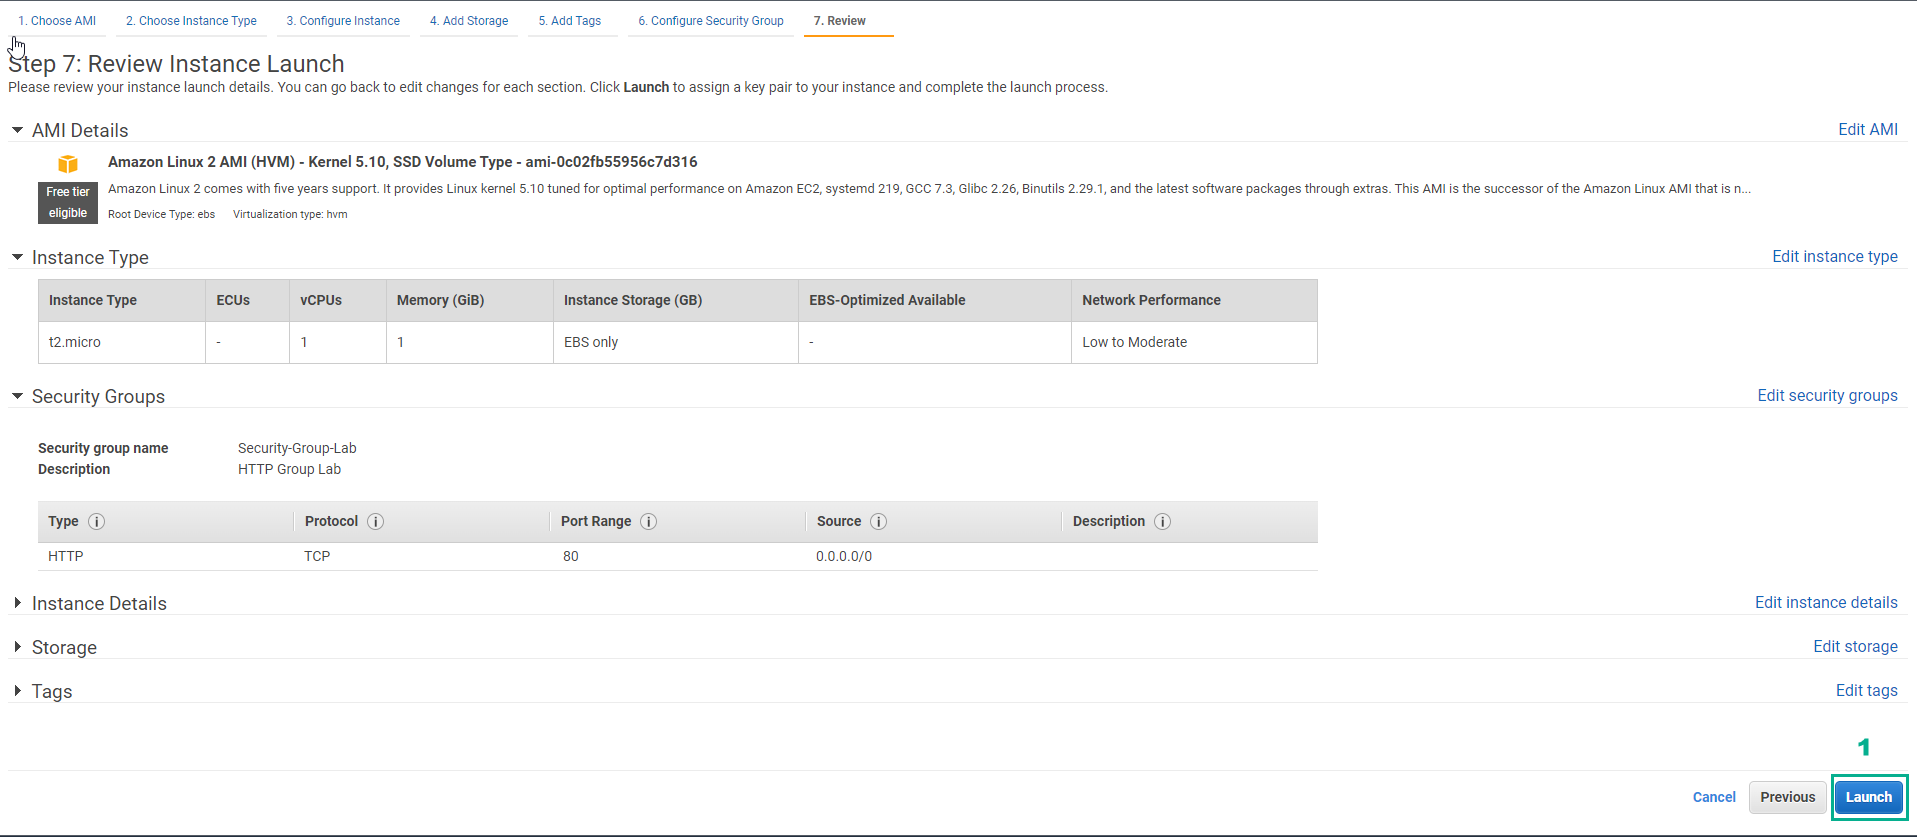 1. Choose AMI 2. Choose Instance Type 3. Configure Instance 4. Add Storage 5. Add Tags 6. Configure Security Group 7. Review
Step 7: Review Instance Launch
Please review your instance launch details. You can go back to edit changes for each section. Click Launch to assign a key pair to your instance and complete the launch process.
AMI Details Edit AMI
Amazon Linux 2 AMI (HVM) - Kernel 5.10, SSD Volume Type - ami-0c02fb55956c7d316
Free tier eligible
Amazon Linux 2 comes with five years support. It provides Linux kernel 5.10 tuned for optimal performance on Amazon EC2, systemd 219, GCC 7.3, Glibc 2.26, Binutils 2.29.1, and the latest software packages through extras. This AMI is the successor of the Amazon Linux AMI that is n...
Root Device Type: ebs Virtualization type: hvm
Instance Type Edit instance type
Instance Type ECUs vCPUs Memory (GiB) Instance Storage (GB) EBS-Optimized Available Network Performance
t2.micro - 1 1 EBS only - Low to Moderate
Security Groups Edit security groups
Security group name Security-Group-Lab
Description HTTP Group Lab
Type i Protocol i Port Range i Source i Description i
HTTP TCP 80 0.0.0.0/0
Instance Details Edit instance details
Storage Edit storage
Tags Edit tags
1
Cancel Previous Launch